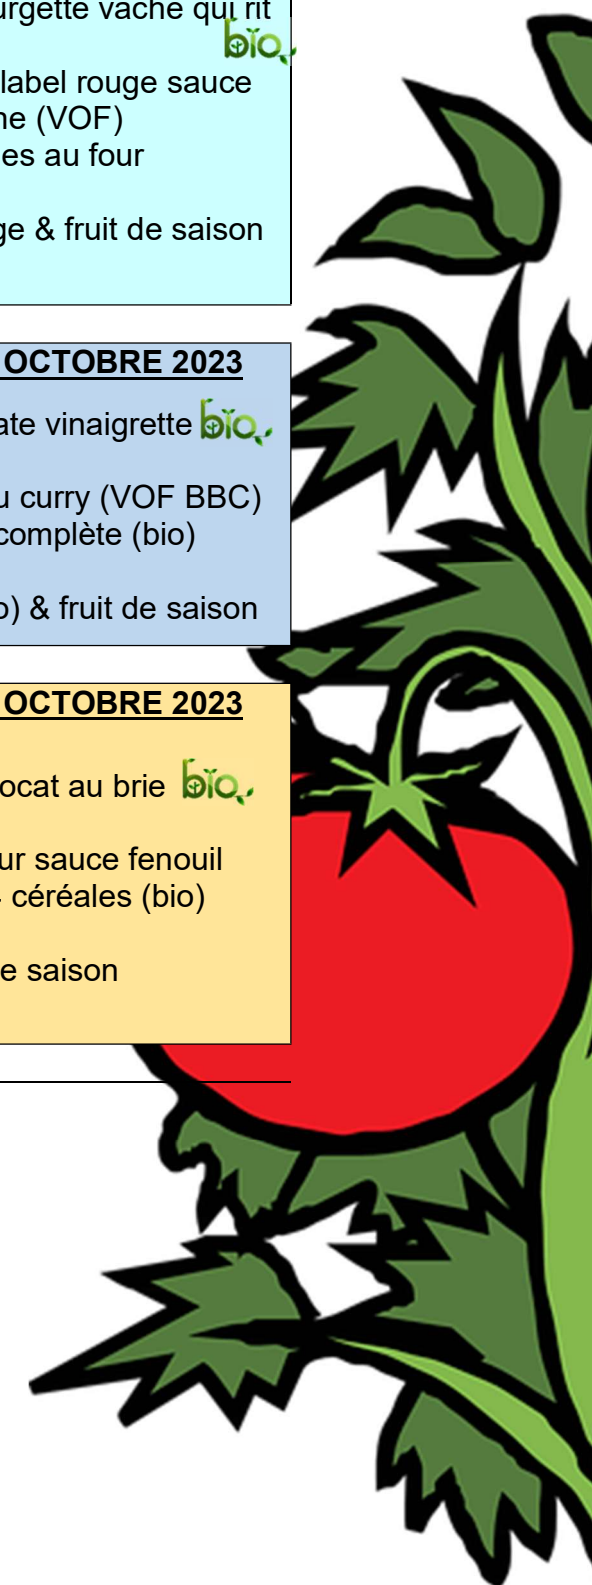 urgette vache qui rit
bio
label rouge sauce
ne (VOF)
es au four
ge & fruit de saison
OCTOBRE 2023
ate vinaigrette bio
u curry (VOF BBC)
complète (bio)
o) & fruit de saison
OCTOBRE 2023
ocat au brie bio
ur sauce fenouil
céréales (bio)
e saison